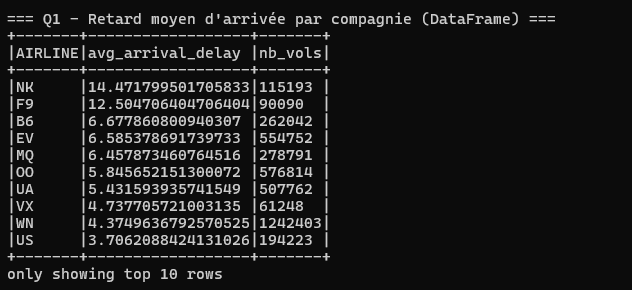 === Q1 - Retard moyen d'arrivée par compagnie (DataFrame) ===
+-------+------------------+-------+
|AIRLINE|avg_arrival_delay |nb_vols|
+-------+------------------+-------+
|NK     |14.471799501705833|115193 |
|F9     |12.504706404706404|90090  |
|B6     |6.677860800940307 |262042 |
|EV     |6.585378691739733 |554752 |
|MQ     |6.457873460764516 |278791 |
|OO     |5.845652151300072 |576814 |
|UA     |5.431593935741549 |507762 |
|VX     |4.737705721003135 |61248  |
|WN     |4.3749636792570525|1242403|
|US     |3.7062088424131026|194223 |
+-------+------------------+-------+
only showing top 10 rows